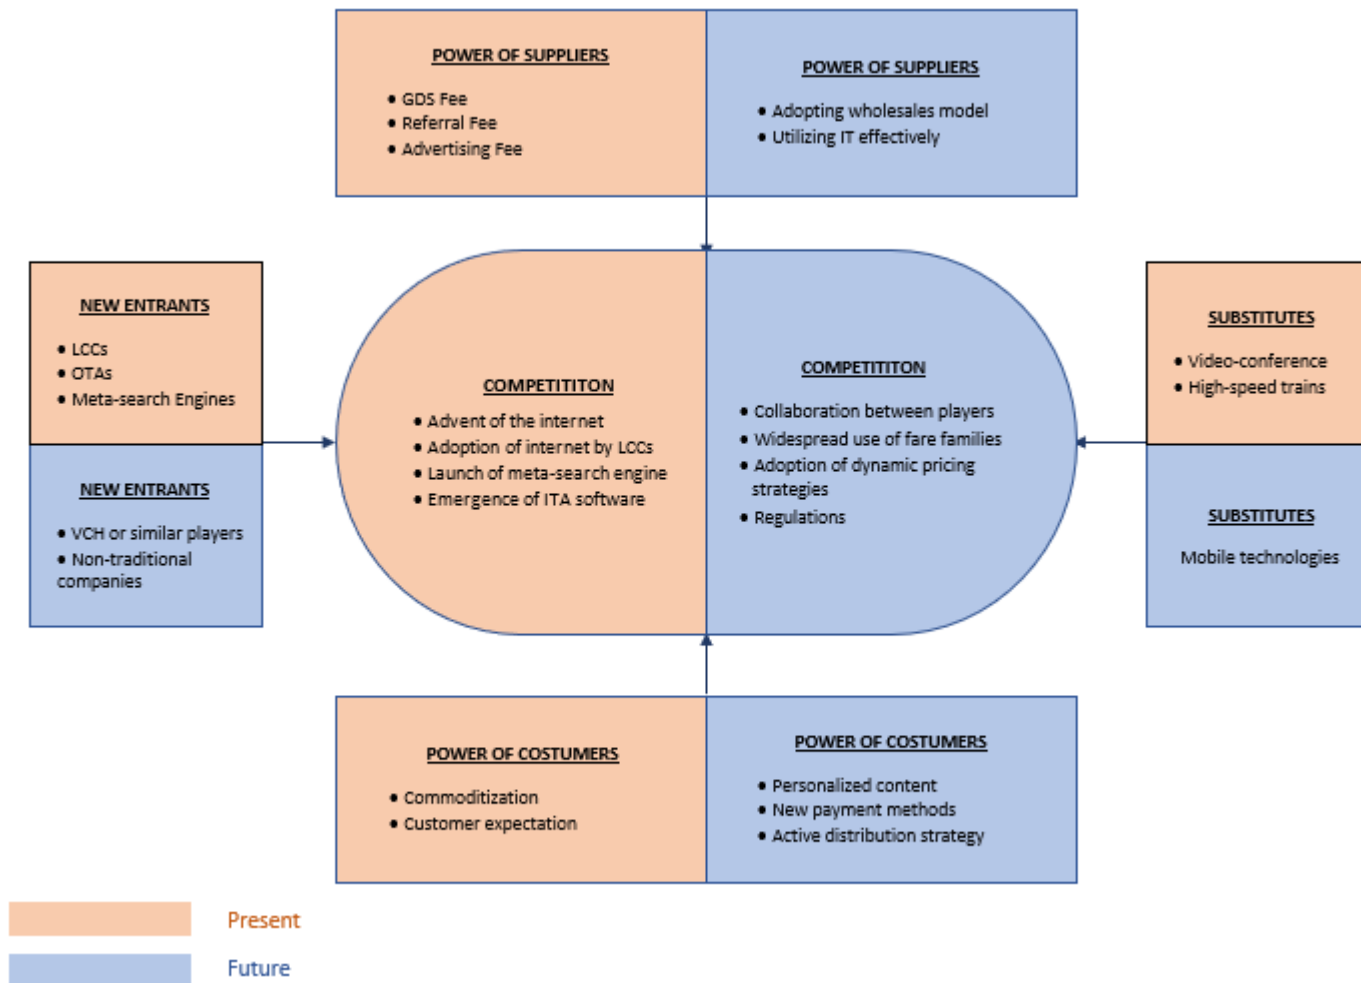 POWER OF SUPPLIERS
• GDS Fee
• Referral Fee
• Advertising Fee
POWER OF SUPPLIERS
• Adopting wholesales model
• Utilizing IT effectively
NEW ENTRANTS
• LCCs
• OTAs
• Meta-search Engines
NEW ENTRANTS
• VCH or similar players
• Non-traditional
companies
COMPETITITON
• Advent of the internet
• Adoption of internet by LCCs
• Launch of meta-search engine
• Emergence of ITA software
COMPETITITON
• Collaboration between players
• Widespread use of fare families
• Adoption of dynamic pricing
strategies
• Regulations
SUBSTITUTES
• Video-conference
• High-speed trains
SUBSTITUTES
Mobile technologies
POWER OF COSTUMERS
• Commoditization
• Customer expectation
POWER OF COSTUMERS
• Personalized content
• New payment methods
• Active distribution strategy
Present
Future